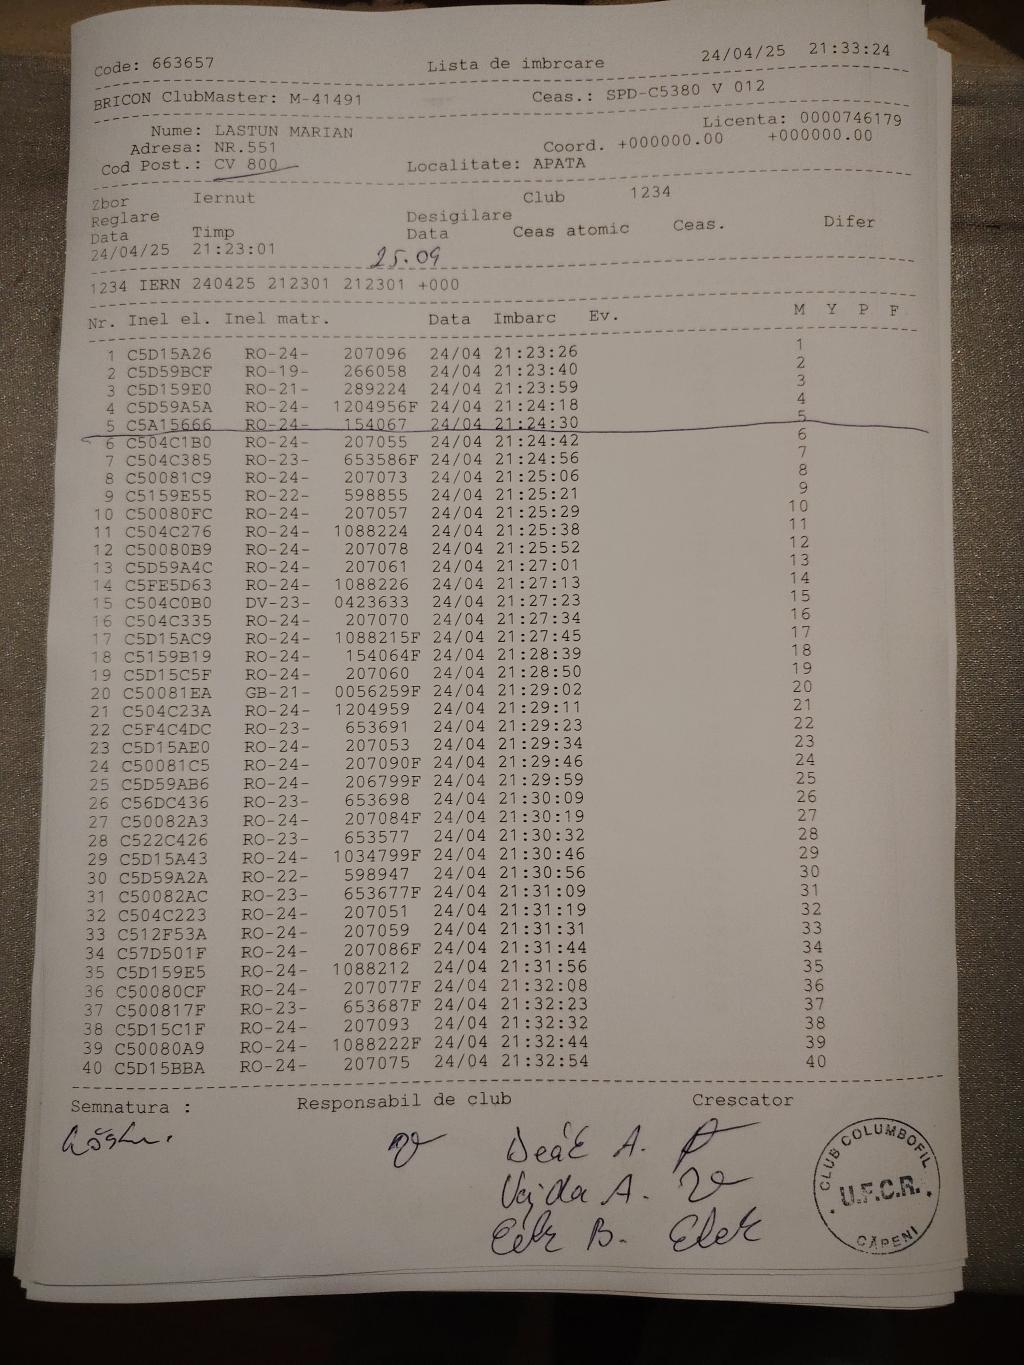 Code: 663657 Lista de imbrcare 24/04/25 21:33:24
BRICON ClubMaster: M-41491 Ceas.: SPD-C5380 V 012
Nume: LASTUN MARIAN Licenta: 0000746179
Adresa: NR.551 Coord. +000000.00 +000000.00
Cod Post.: CV 800 Localitate: APATA
Zbor Iernut Club 1234
Reglare Desigilare
Data Timp Data Ceas atomic Ceas. Difer
24/04/25 21:23:01 25.09
1234 IERN 240425 212301 212301 +000
Nr. Inel el. Inel matr. Data Imbarc Ev. M Y P F
1 C5D15A26 RO-24- 207096 24/04 21:23:26 1
2 C5D59BCF RO-19- 266058 24/04 21:23:40 2
3 C5D159E0 RO-21- 289224 24/04 21:23:59 3
4 C5D59A5A RO-24- 1204956F 24/04 21:24:18 4
5 C5A15666 RO-24- 154067 24/04 21:24:30 5
6 C504C1B0 RO-24- 207055 24/04 21:24:42 6
7 C504C385 RO-23- 653586F 24/04 21:24:56 7
8 C50081C9 RO-24- 207073 24/04 21:25:06 8
9 C5159E55 RO-22- 598855 24/04 21:25:21 9
10 C50080FC RO-24- 207057 24/04 21:25:29 10
11 C504C276 RO-24- 1088224 24/04 21:25:38 11
12 C50080B9 RO-24- 207078 24/04 21:25:52 12
13 C5D59A4C RO-24- 207061 24/04 21:27:01 13
14 C5FE5D63 RO-24- 1088226 24/04 21:27:13 14
15 C504C0B0 DV-23- 0423633 24/04 21:27:23 15
16 C504C335 RO-24- 207070 24/04 21:27:34 16
17 C5D15AC9 RO-24- 1088215F 24/04 21:27:45 17
18 C5159B19 RO-24- 154064F 24/04 21:28:39 18
19 C5D15C5F RO-24- 207060 24/04 21:28:50 19
20 C50081EA GB-21- 0056259F 24/04 21:29:02 20
21 C504C23A RO-24- 1204959 24/04 21:29:11 21
22 C5F4C4DC RO-23- 653691 24/04 21:29:23 22
23 C5D15AE0 RO-24- 207053 24/04 21:29:34 23
24 C50081C5 RO-24- 207090F 24/04 21:29:46 24
25 C5D59AB6 RO-24- 206799F 24/04 21:29:59 25
26 C56DC436 RO-23- 653698 24/04 21:30:09 26
27 C50082A3 RO-24- 207084F 24/04 21:30:19 27
28 C522C426 RO-23- 653577 24/04 21:30:32 28
29 C5D15A43 RO-24- 1034799F 24/04 21:30:46 29
30 C5D59A2A RO-22- 598947 24/04 21:30:56 30
31 C50082AC RO-23- 653677F 24/04 21:31:09 31
32 C504C223 RO-24- 207051 24/04 21:31:19 32
33 C512F53A RO-24- 207059 24/04 21:31:31 33
34 C57D501F RO-24- 207086F 24/04 21:31:44 34
35 C5D159E5 RO-24- 1088212 24/04 21:31:56 35
36 C50080CF RO-24- 207077F 24/04 21:32:08 36
37 C500817F RO-23- 653687F 24/04 21:32:23 37
38 C5D15C1F RO-24- 207093 24/04 21:32:32 38
39 C50080A9 RO-24- 1088222F 24/04 21:32:44 39
40 C5D15BBA RO-24- 207075 24/04 21:32:54 40
Semnatura : Responsabil de club Crescator
Deák A.
Vajda A.
B.
CLUB COLUMBOFIL
U.F.C.R.
CĂPENI